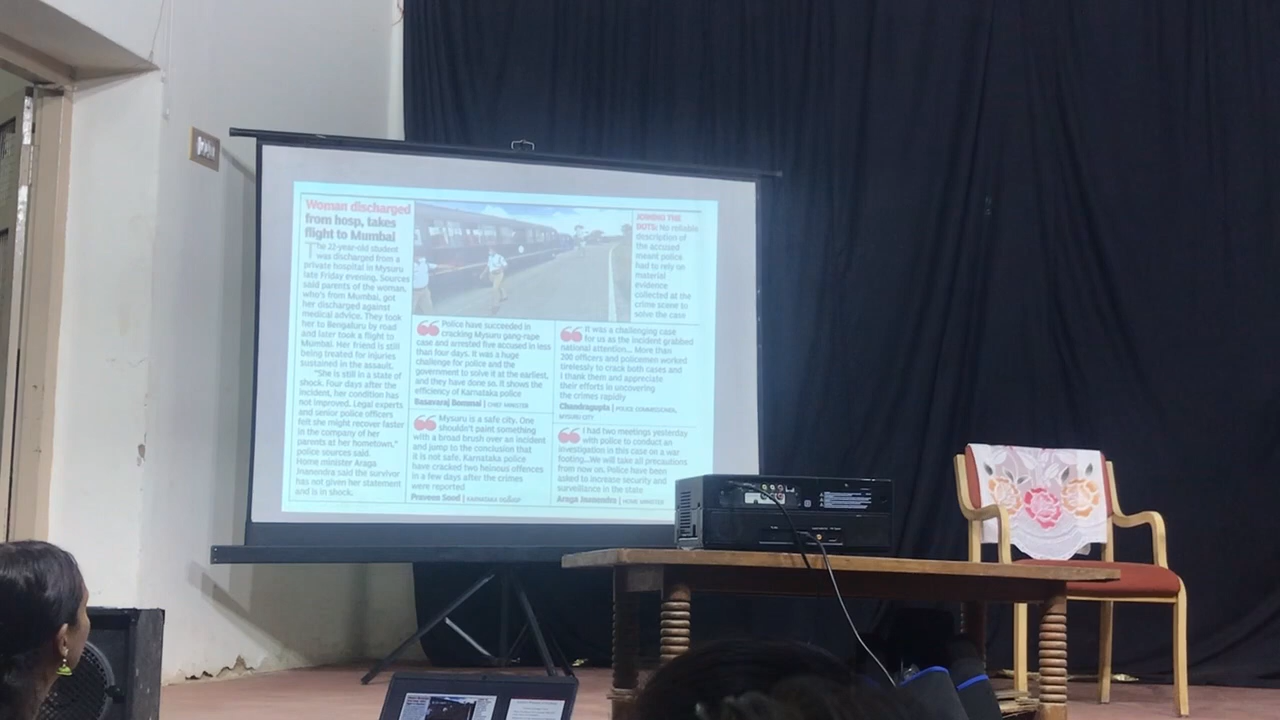 Woman discharged
from hosp, takes
flight to Mumbai
The 22-year-old student
was discharged from a
private hospital in Mysuru
late Friday evening. Sources
said parents of the woman,
who's from Mumbai, got
her discharged against
medical advice. They took
her to Bengaluru by road
and later took a flight to
Mumbai. Her friend is still
being treated for injuries
sustained in the assault.
"She is still in a state of
shock. Four days after the
incident, her condition has
not improved. Legal experts
and senior police officers
felt she might recover faster
in the company of her
parents at her hometown,"
police sources said.
Home minister Araga
Jnanendra said the survivor
has not given her statement
and is in shock.
JOINING THE
DOTS: No reliable
description of
the accused
meant police
had to rely on
material
evidence
collected at the
crime scene to
solve the case
Police have succeeded in
cracking Mysuru gang-rape
case and arrested five accused in less
than four days. It was a huge
challenge for police and the
government to solve it at the earliest,
and they have done so. It shows the
efficiency of Karnataka police
Basavaraj Bommai | CHIEF MINISTER
It was a challenging case
for us as the incident grabbed
national attention... More than
200 officers and policemen worked
tirelessly to crack both cases and
I thank them and appreciate
their efforts in uncovering
the crimes rapidly
Chandragupta | POLICE COMMISSIONER,
MYSURU CITY
Mysuru is a safe city. One
shouldn't paint something
with a broad brush over an incident
and jump to the conclusion that
it is not safe. Karnataka police
have cracked two heinous offences
in a few days after the crimes
were reported
Praveen Sood | KARNATAKA DG&IGP
I had two meetings yesterday
with police to conduct an
investigation in this case on a war
footing...We will take all precautions
from now on. Police have been
asked to increase security and
surveillance in the state
Araga Jnanendra | HOME MINISTER